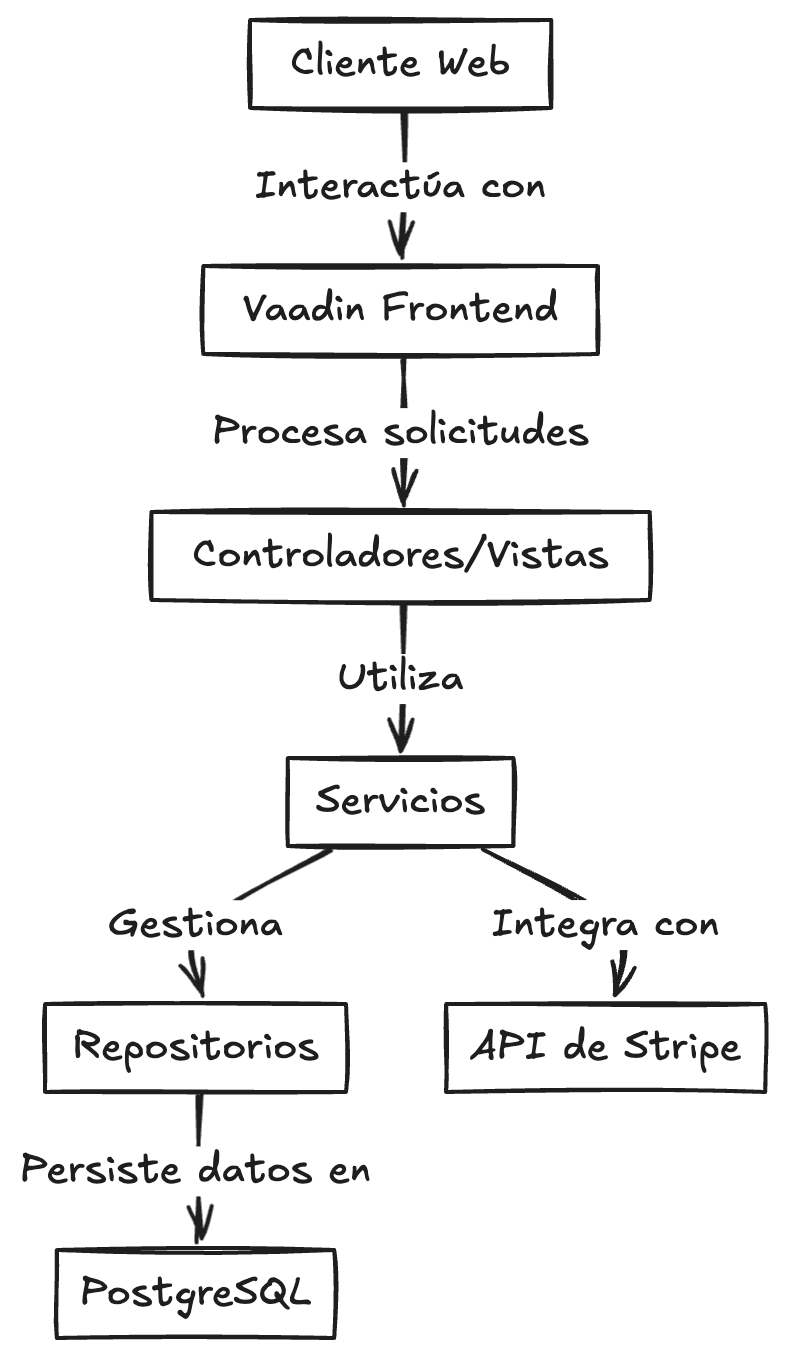 Cliente Web
Interactúa con
Vaadin Frontend
Procesa solicitudes
Controladores/Vistas
Utiliza
Servicios
Gestiona
Integra con
Repositorios
API de Stripe
Persiste datos en
PostgreSQL